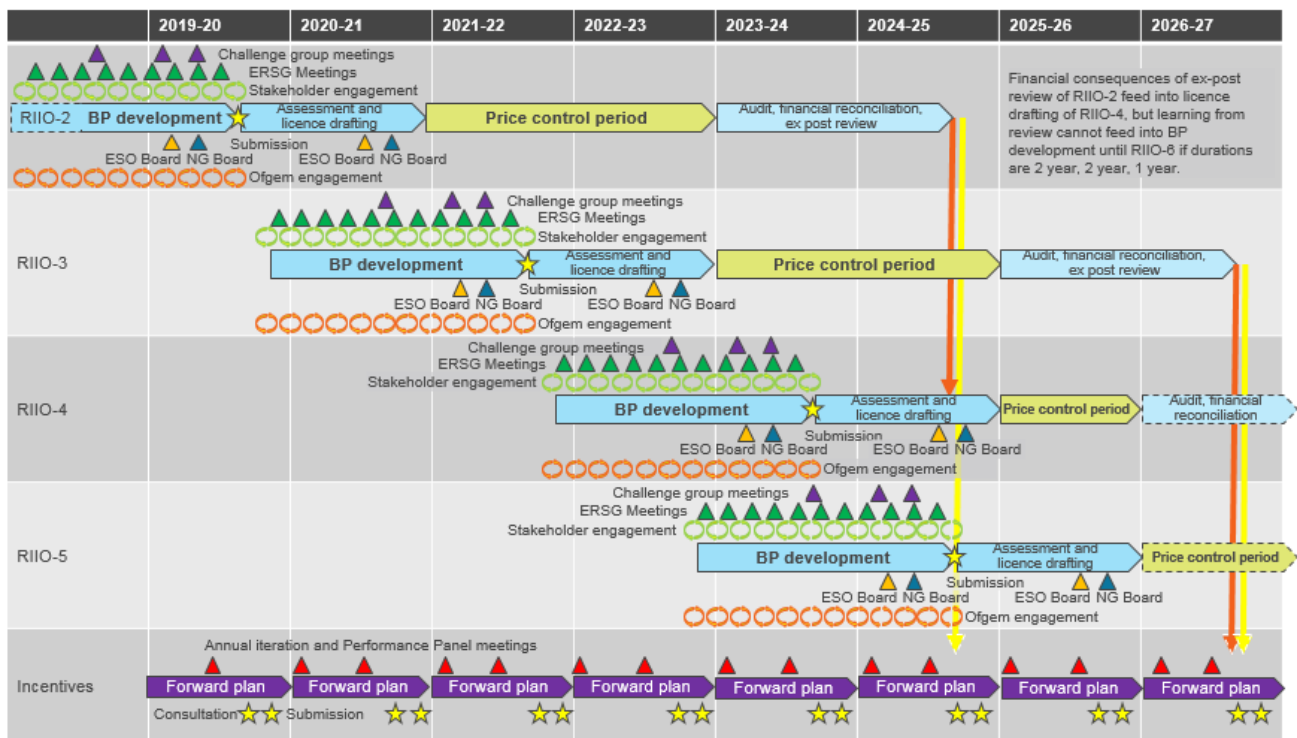 2019-20 2020-21 2021-22 2022-23 2023-24 2024-25 2025-26 2026-27
Challenge group meetings
ERSG Meetings
Stakeholder engagement
RIIO-2 BP development
Assessment and
licence drafting
Price control period
Audit, financial reconciliation,
ex post review
Submission
ESO Board NG Board
ESO Board NG Board
Ofgem engagement
Financial consequences of ex-post
review of RIIO-2 feed into licence
drafting of RIIO-4, but learning from
review cannot feed into BP
development until RIIO-6 if durations
are 2 year, 2 year, 1 year.
RIIO-3
Challenge group meetings
ERSG Meetings
Stakeholder engagement
BP development
Assessment and
licence drafting
Price control period
Audit, financial reconciliation,
ex post review
Submission
ESO Board NG Board
ESO Board NG Board
Ofgem engagement
RIIO-4
Challenge group meetings
ERSG Meetings
Stakeholder engagement
BP development
Assessment and
licence drafting
Price control period
Audit, financial
reconciliation
Submission
ESO Board NG Board
ESO Board NG Board
Ofgem engagement
RIIO-5
Challenge group meetings
ERSG Meetings
Stakeholder engagement
BP development
Assessment and
licence drafting
Price control period
Submission
ESO Board NG Board
ESO Board NG Board
Ofgem engagement
Incentives
Annual iteration and Performance Panel meetings
Forward plan Forward plan Forward plan Forward plan Forward plan Forward plan Forward plan Forward plan
Consultation Submission